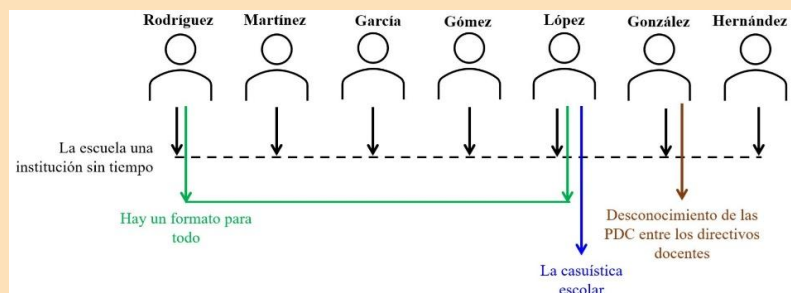 Rodríguez Martínez García Gómez López González Hernández
La escuela una
institución sin tiempo
Hay un formato para
todo
Desconocimiento de las
PDC entre los directivos
docentes
La casuística
escolar